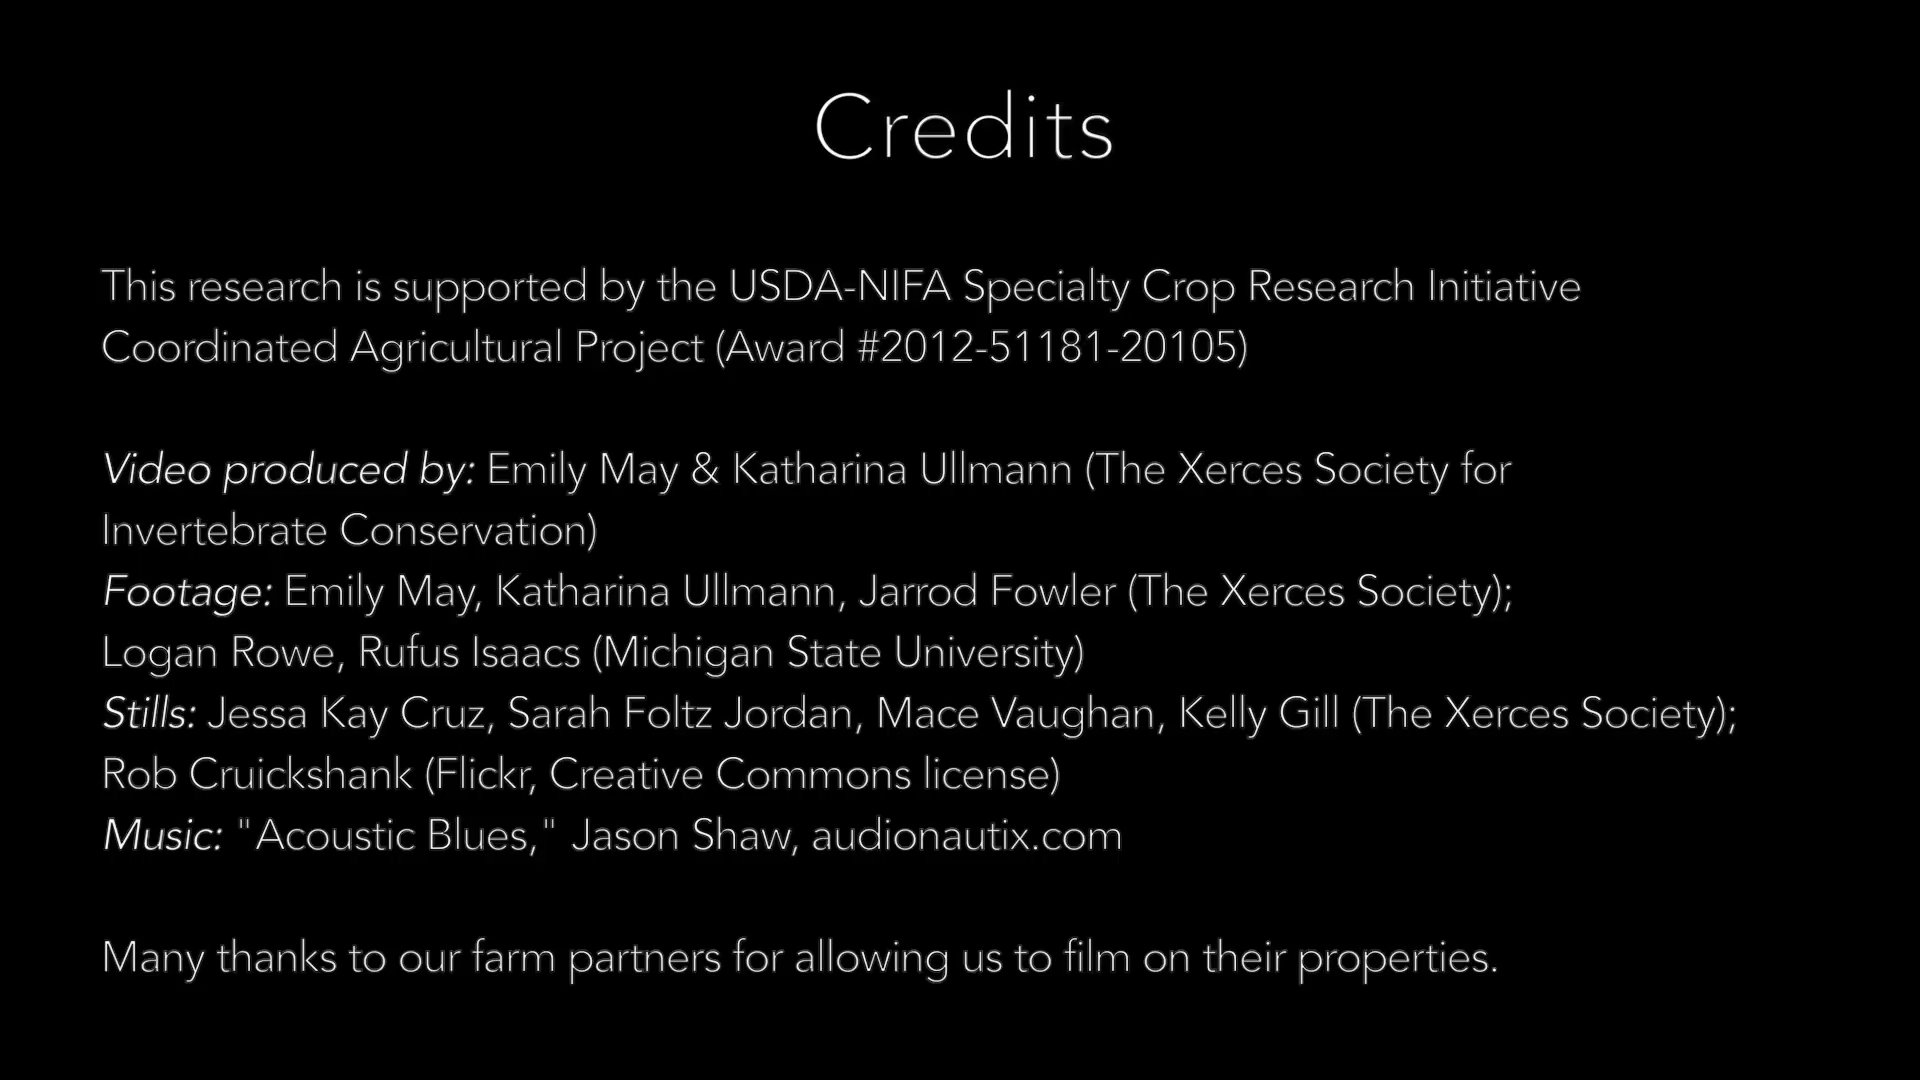 Credits
This research is supported by the USDA-NIFA Specialty Crop Research Initiative
Coordinated Agricultural Project (Award #2012-51181-20105)
Video produced by: Emily May & Katharina Ullmann (The Xerces Society for
Invertebrate Conservation)
Footage: Emily May, Katharina Ullmann, Jarrod Fowler (The Xerces Society);
Logan Rowe, Rufus Isaacs (Michigan State University)
Stills: Jessa Kay Cruz, Sarah Foltz Jordan, Mace Vaughan, Kelly Gill (The Xerces Society);
Rob Cruickshank (Flickr, Creative Commons license)
Music: "Acoustic Blues," Jason Shaw, audionautix.com
Many thanks to our farm partners for allowing us to film on their properties.